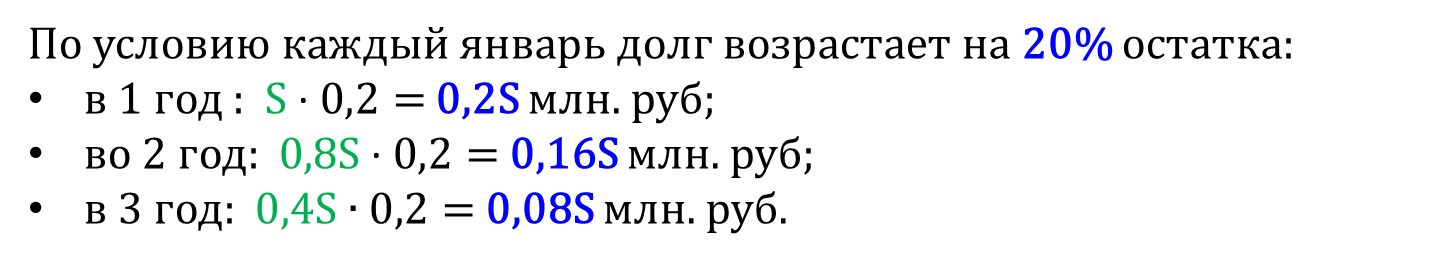 По условию каждый январь долг возрастает на 20% остатка:
• в 1 год : S · 0,2 = 0,2S млн. руб;
• во 2 год: 0,8S · 0,2 = 0,16S млн. руб;
• в 3 год: 0,4S · 0,2 = 0,08S млн. руб.